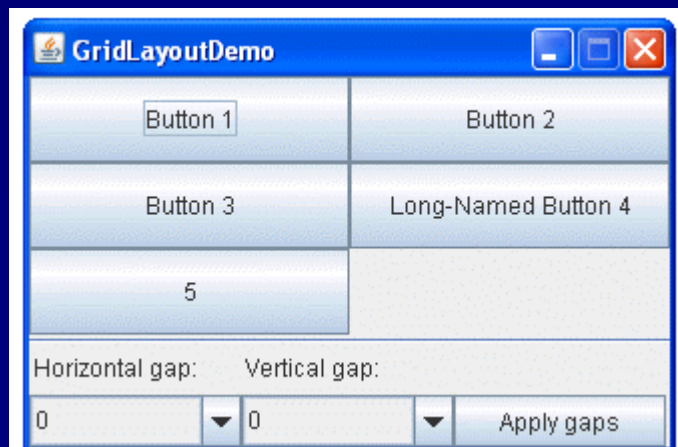 GridLayoutDemo
Button 1
Button 2
Button 3
Long-Named Button 4
5
Horizontal gap:
Vertical gap:
0
0
Apply gaps